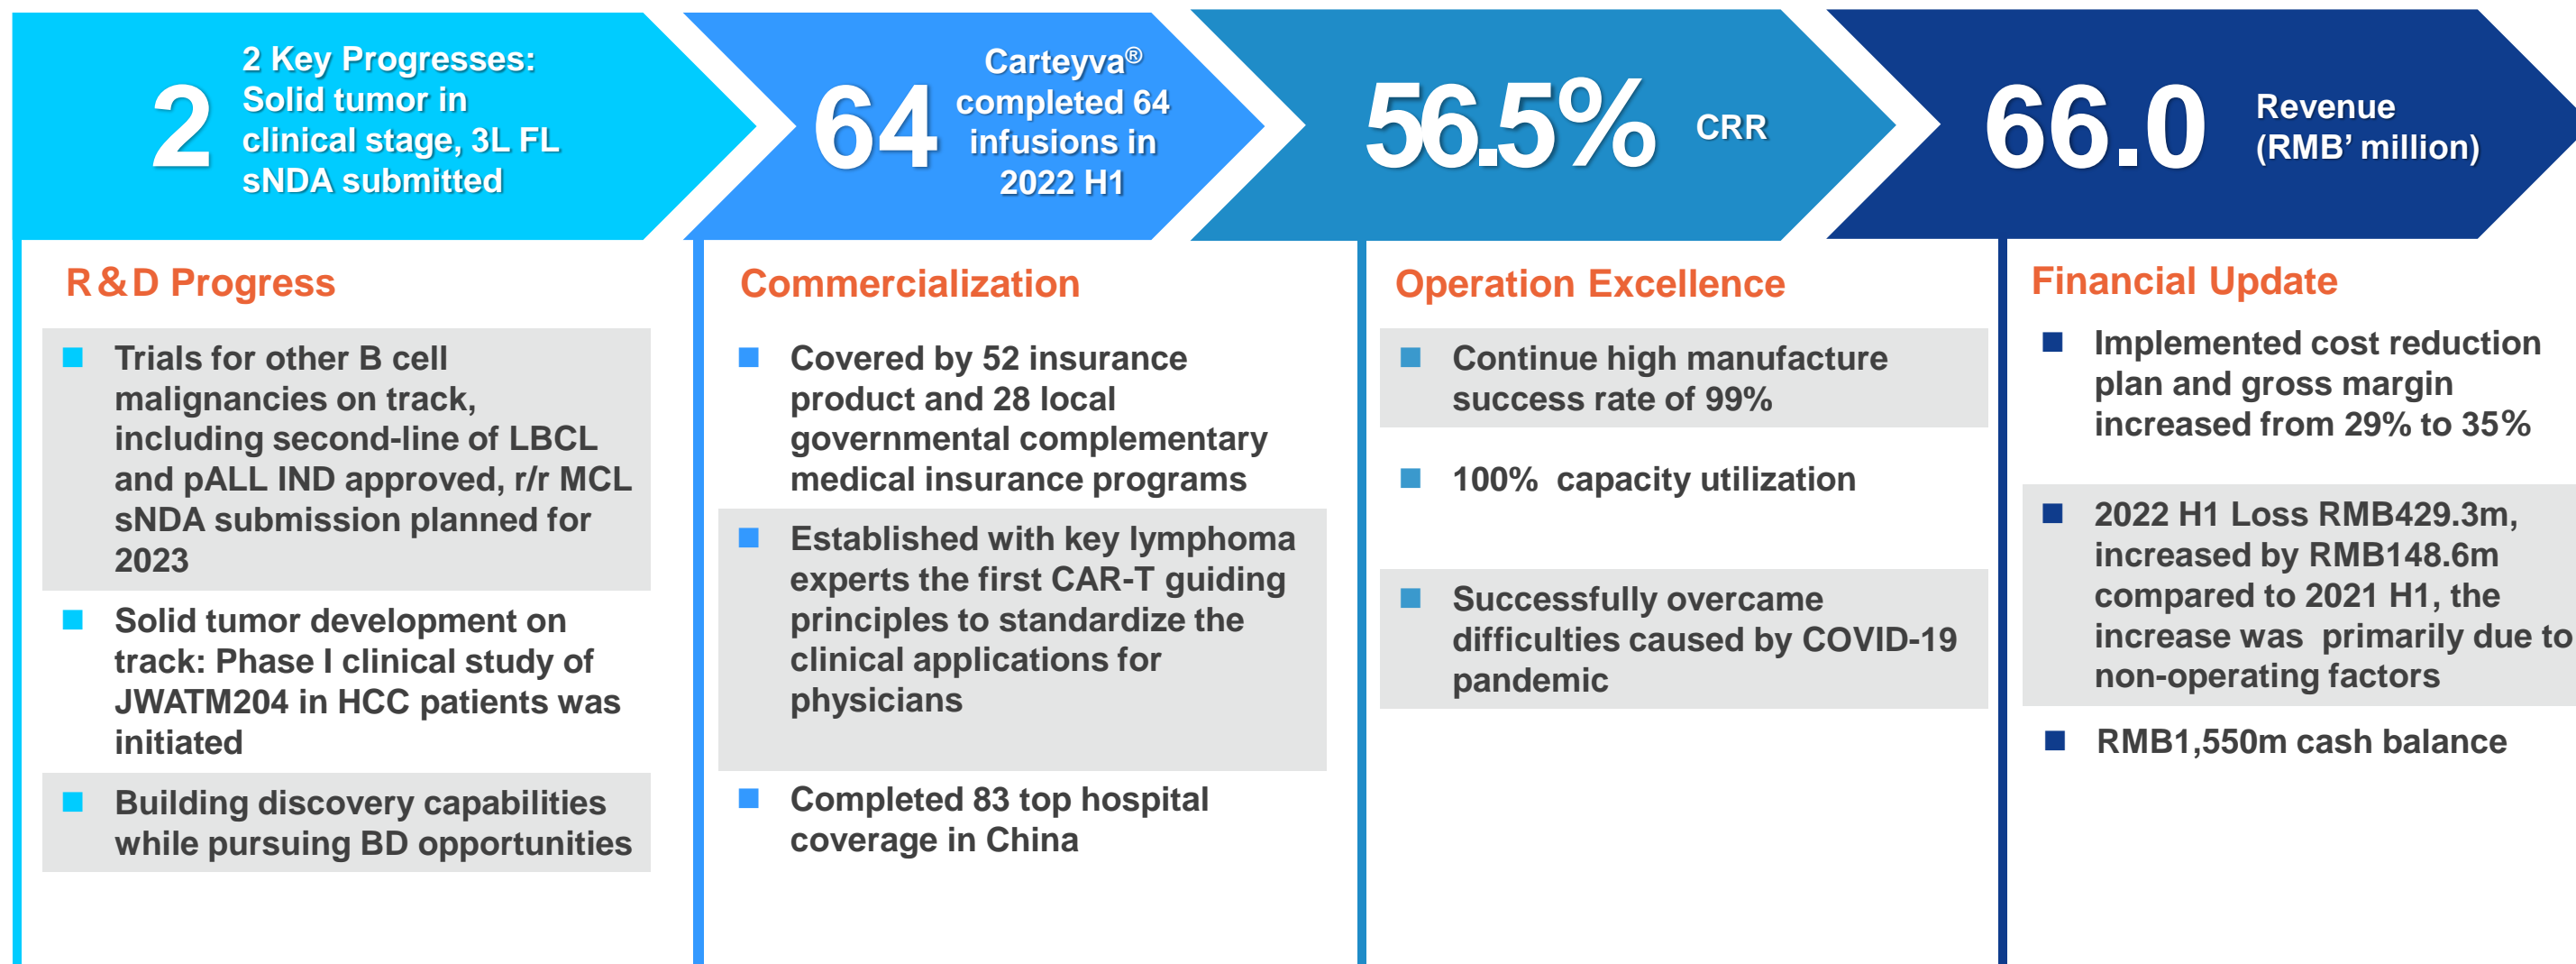 2
2 Key Progresses:
Solid tumor in
clinical stage, 3L FL
sNDA submitted
64
Carteyva®
completed 64
infusions in
2022 H1
56.5%
CRR
66.0
Revenue
(RMB’ million)
R&D Progress
Trials for other B cell
malignancies on track,
including second-line of LBCL
and pALL IND approved, r/r MCL
sNDA submission planned for
2023
Solid tumor development on
track: Phase I clinical study of
JWATM204 in HCC patients was
initiated
Building discovery capabilities
while pursuing BD opportunities
Commercialization
Covered by 52 insurance
product and 28 local
governmental complementary
medical insurance programs
Established with key lymphoma
experts the first CAR-T guiding
principles to standardize the
clinical applications for
physicians
Completed 83 top hospital
coverage in China
Operation Excellence
Continue high manufacture
success rate of 99%
100% capacity utilization
Successfully overcame
difficulties caused by COVID-19
pandemic
Financial Update
Implemented cost reduction
plan and gross margin
increased from 29% to 35%
2022 H1 Loss RMB429.3m,
increased by RMB148.6m
compared to 2021 H1, the
increase was primarily due to
non-operating factors
RMB1,550m cash balance